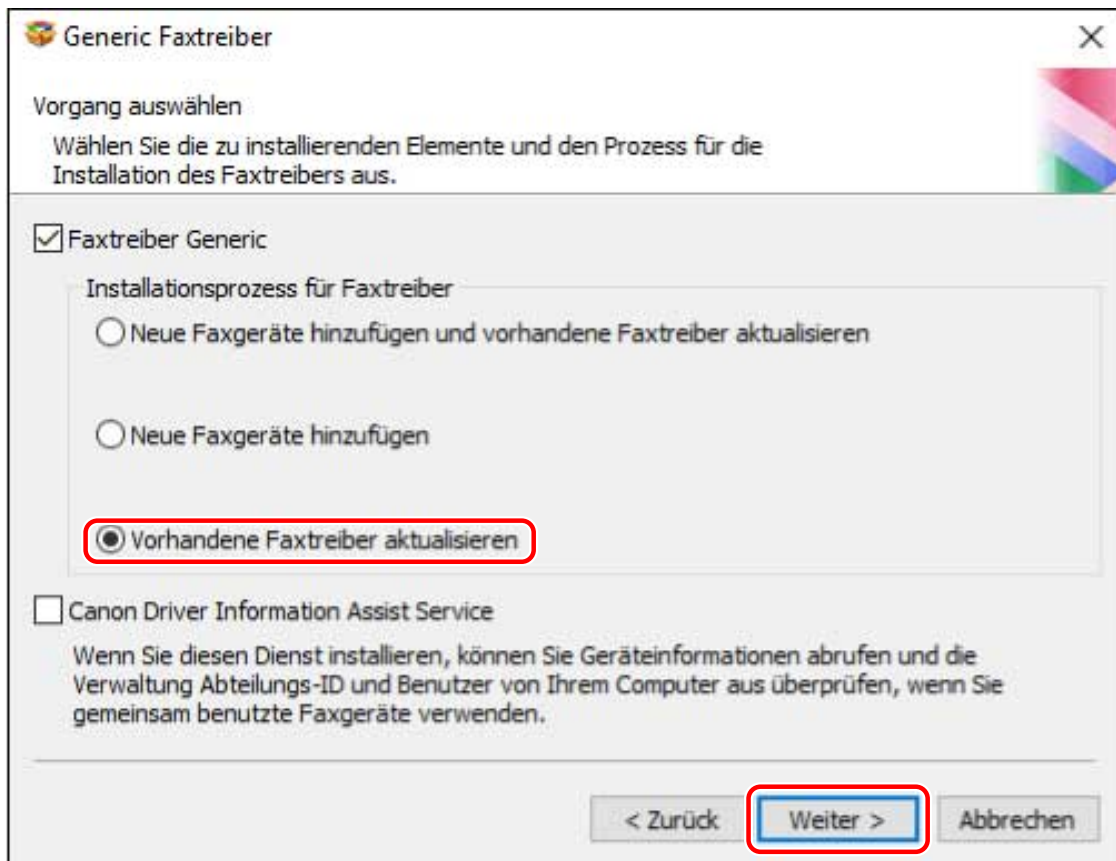 Generic Faxtreiber
Vorgang auswählen
Wählen Sie die zu installierenden Elemente und den Prozess für die
Installation des Faxtreibers aus.
Faxtreiber Generic
Installationsprozess für Faxtreiber
Neue Faxgeräte hinzufügen und vorhandene Faxtreiber aktualisieren
Neue Faxgeräte hinzufügen
Vorhandene Faxtreiber aktualisieren
Canon Driver Information Assist Service
Wenn Sie diesen Dienst installieren, können Sie Geräteinformationen abrufen und die
Verwaltung Abteilungs-ID und Benutzer von Ihrem Computer aus überprüfen, wenn Sie
gemeinsam benutzte Faxgeräte verwenden.
< Zurück Weiter > Abbrechen